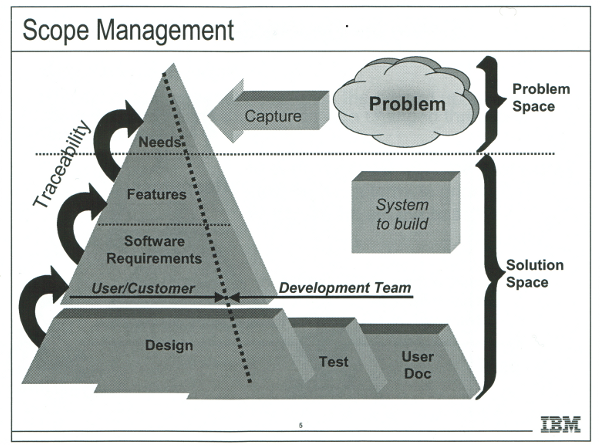 Scope Management
Problem
Capture
Problem
Space
Traceability
Needs
Features
Software
Requirements
System
to build
Solution
Space
User/Customer
Development Team
Design
Test
User
Doc
5
IBM